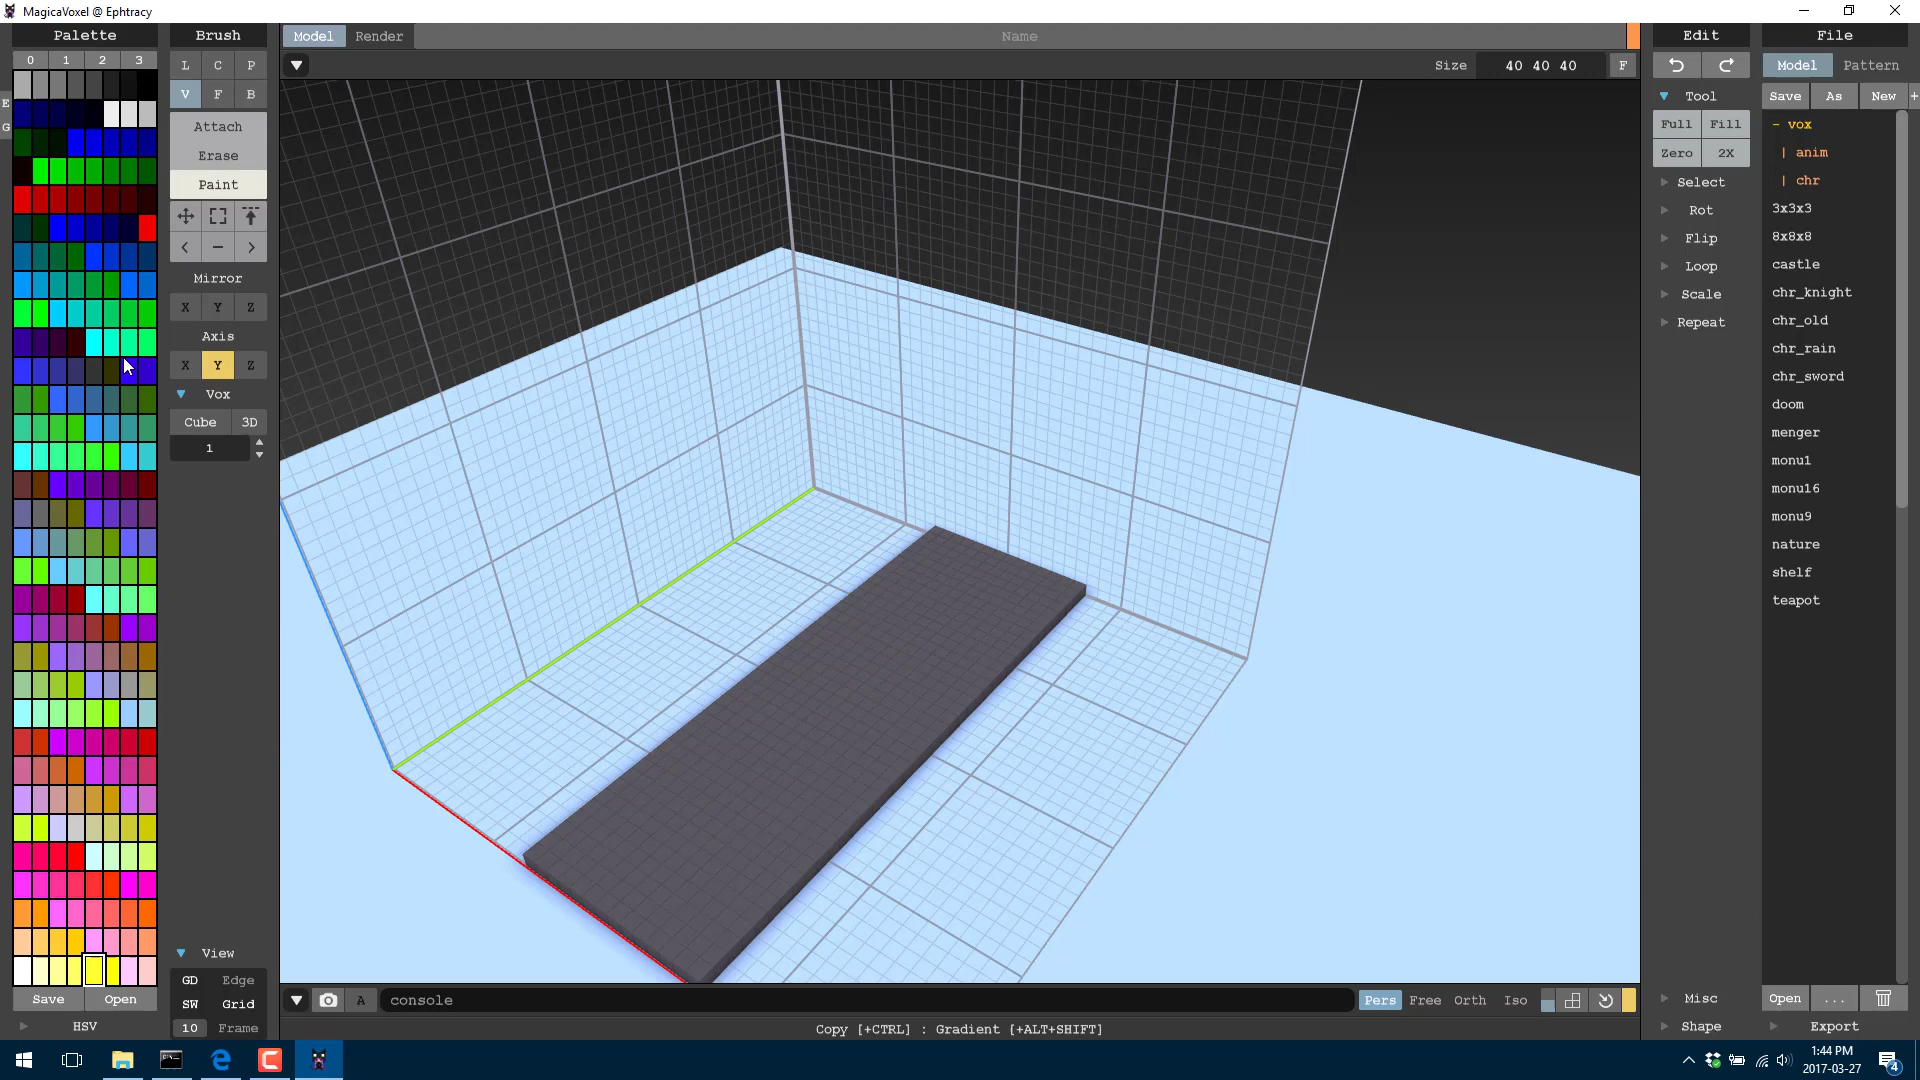 MagicaVoxel @ Ephtracy
Palette
0 1 2 3
E
G
Save Open
HSV
Brush
L C P
V F B
Attach
Erase
Paint
< - >
Mirror
X Y Z
Axis
X Y Z
Vox
Cube 3D
1
View
GD Edge
SW Grid
10 Frame
Model Render Name
Size 40 40 40 F
A console Pers Free Orth Iso
Copy [+CTRL] : Gradient [+ALT+SHIFT]
Edit
Tool
Full Fill
Zero 2X
Select
Rot
Flip
Loop
Scale
Repeat
Misc
Shape
File
Model Pattern
Save As New +
- vox
| anim
| chr
3x3x3
8x8x8
castle
chr_knight
chr_old
chr_rain
chr_sword
doom
menger
monu1
monu16
monu9
nature
shelf
teapot
Open ...
Export
1:44 PM
2017-03-27
4